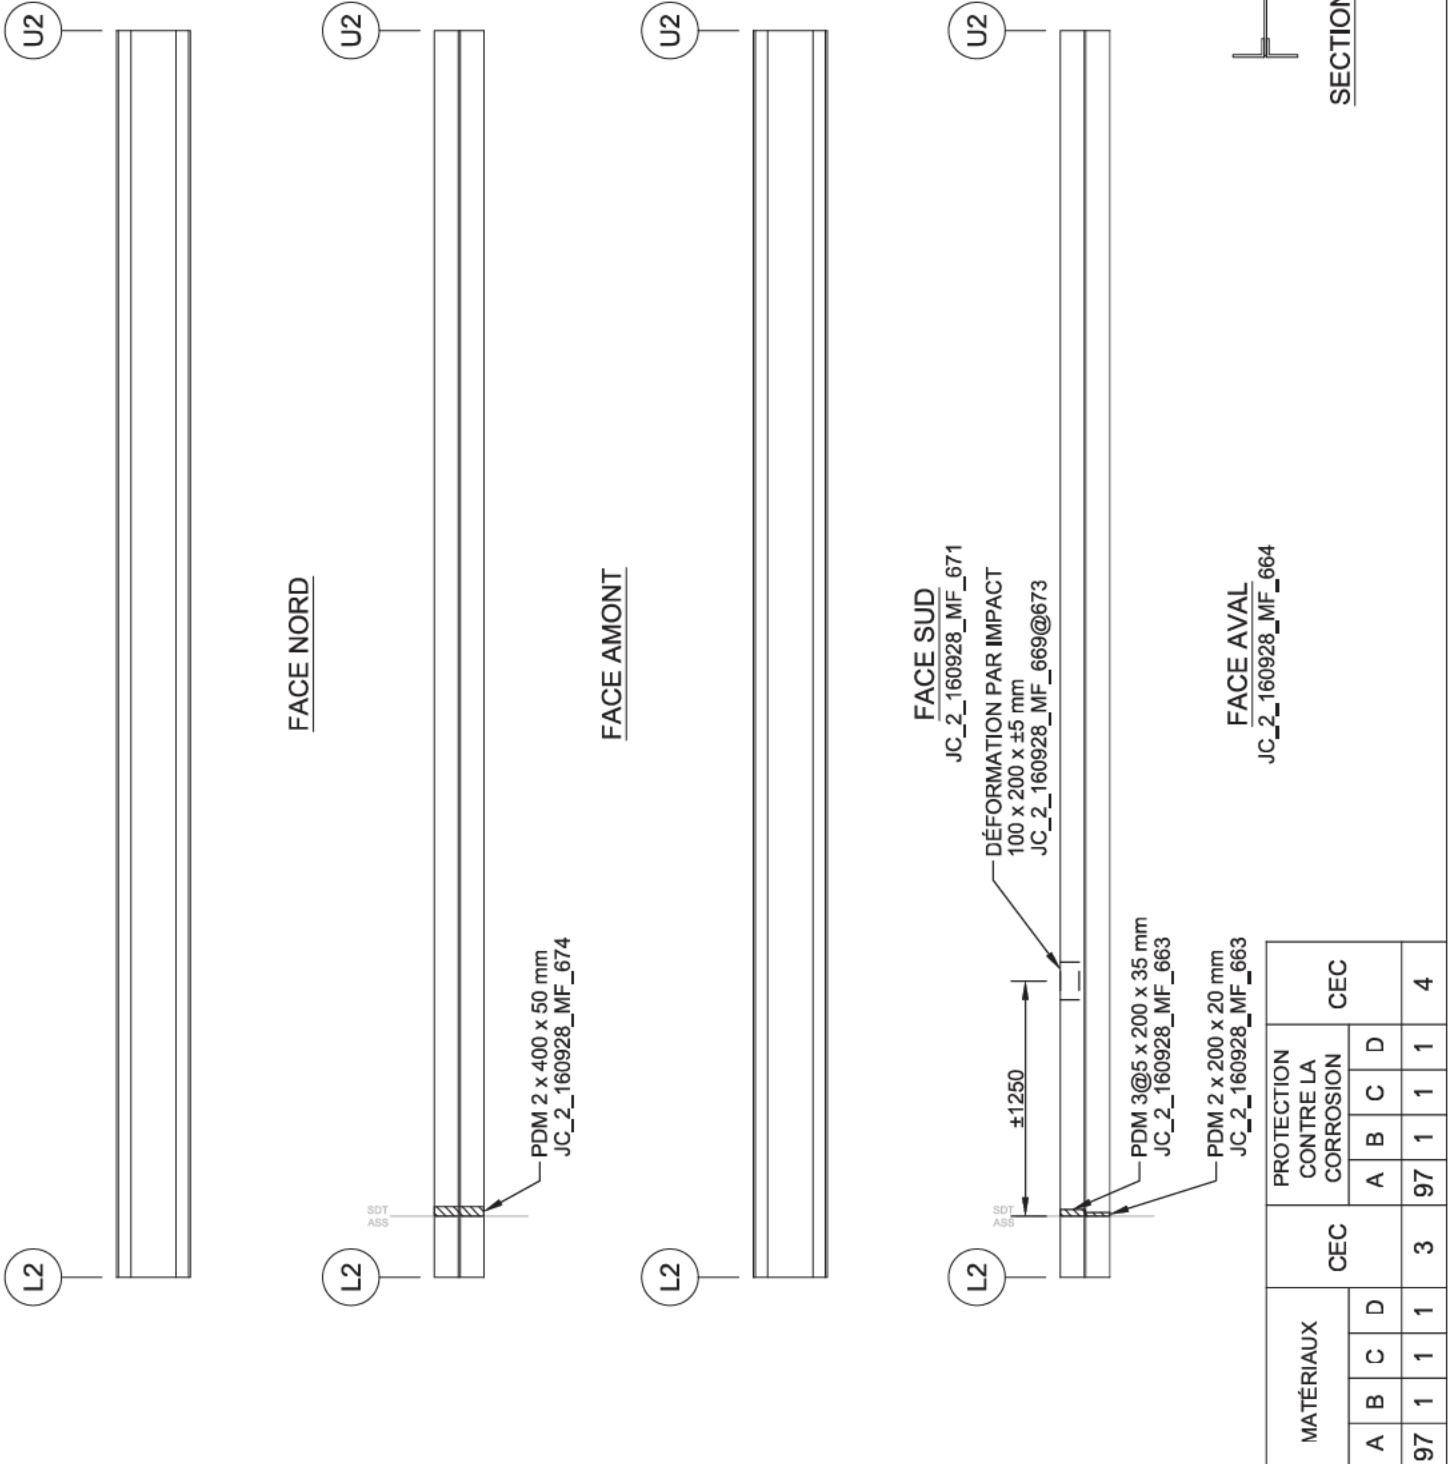 U2
L2
FACE NORD
U2
SDT
ASS
L2
PDM 2 x 400 x 50 mm
JC_2_160928_MF_674
FACE AMONT
U2
L2
FACE SUD
JC_2_160928_MF_671
U2
DÉFORMATION PAR IMPACT
100 x 200 x ±5 mm
JC_2_160928_MF_669@673
±1250
SDT
ASS
L2
PDM 3@5 x 200 x 35 mm
JC_2_160928_MF_663
PDM 2 x 200 x 20 mm
JC_2_160928_MF_663
FACE AVAL
JC_2_160928_MF_664
SECTION
MATÉRIAUX CEC PROTECTION CEC
CONTRE LA
CORROSION
A B C D A B C D
97 1 1 1 3 97 1 1 1 4